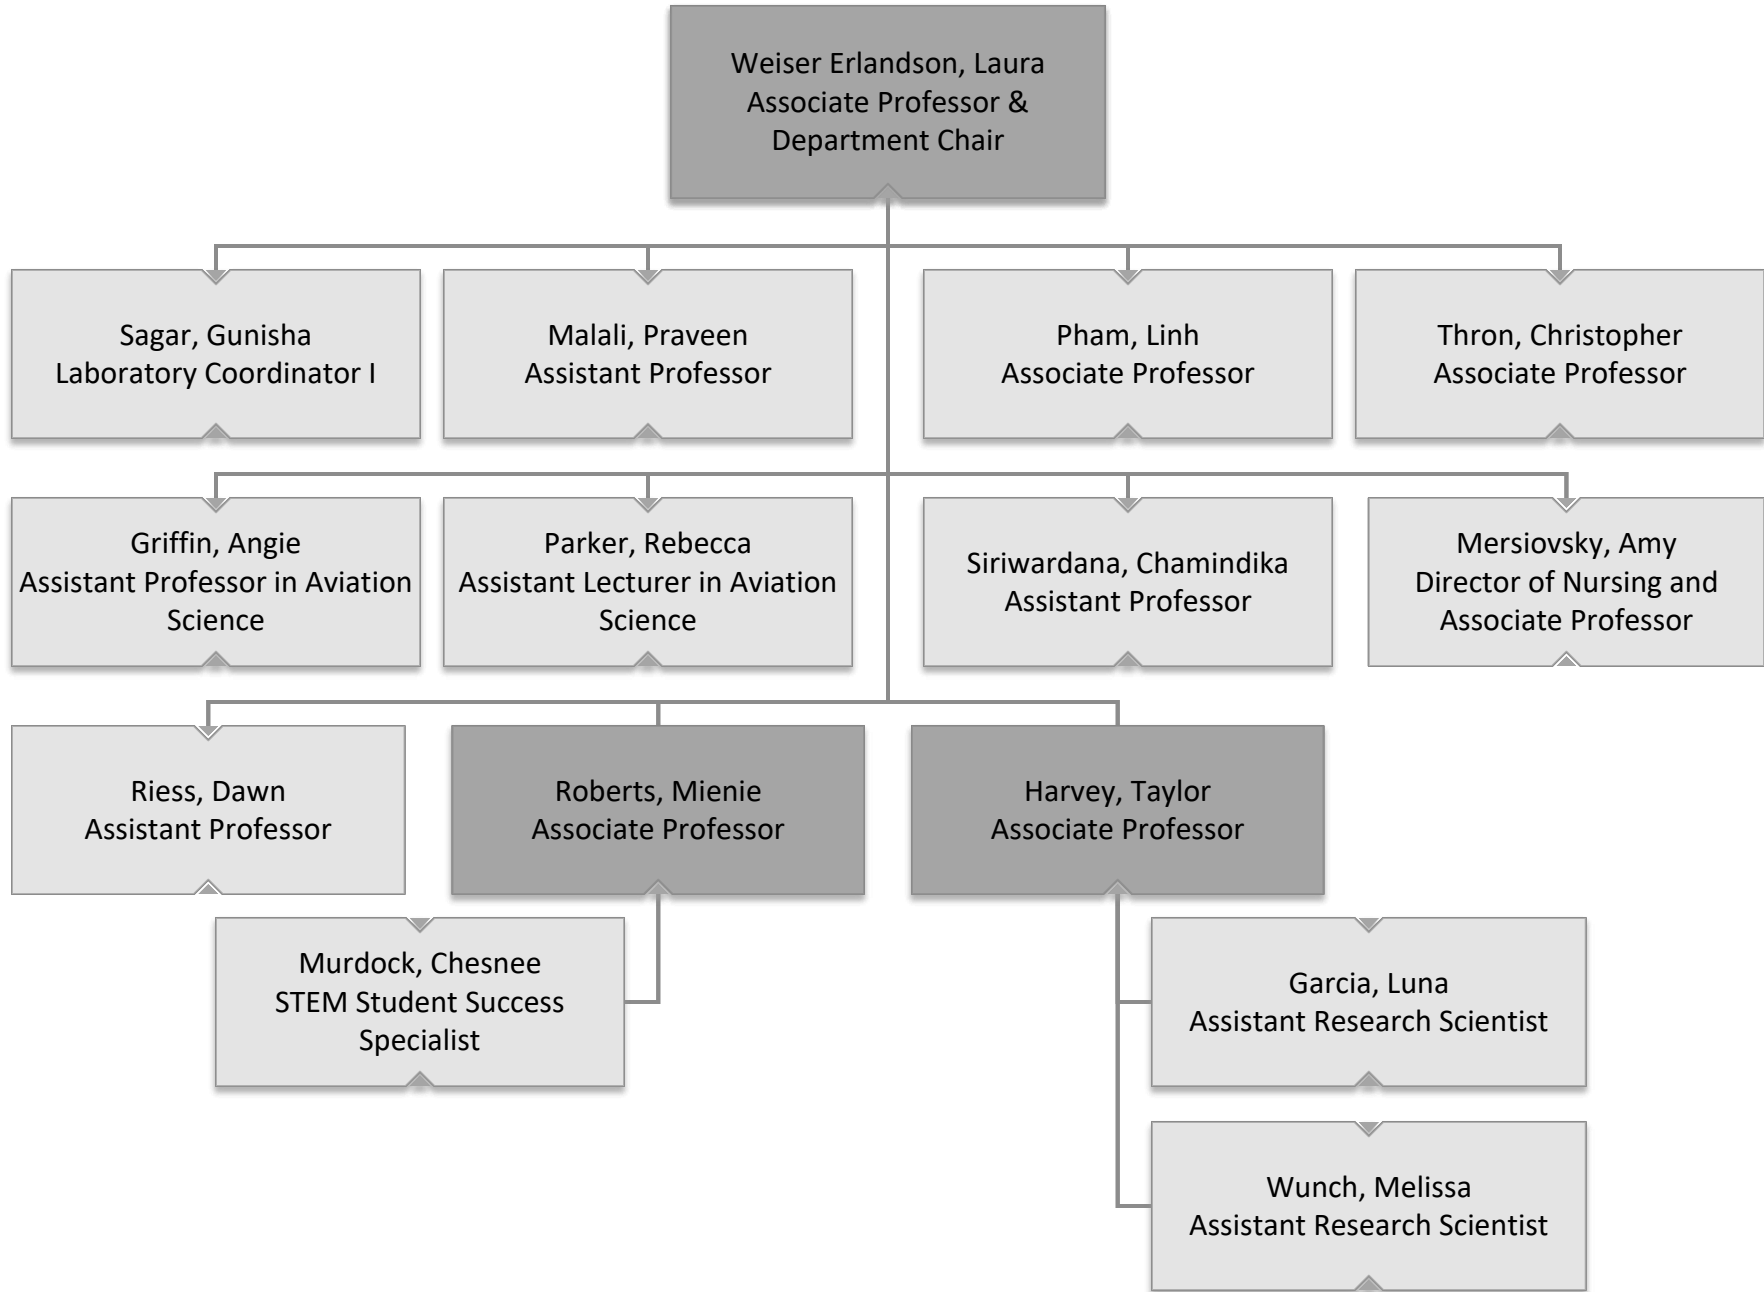 Weiser Erlandson, Laura
Associate Professor &
Department Chair
Sagar, Gunisha
Laboratory Coordinator I
Malali, Praveen
Assistant Professor
Pham, Linh
Associate Professor
Thron, Christopher
Associate Professor
Griffin, Angie
Assistant Professor in Aviation
Science
Parker, Rebecca
Assistant Lecturer in Aviation
Science
Siriwardana, Chamindika
Assistant Professor
Mersiovsky, Amy
Director of Nursing and
Associate Professor
Riess, Dawn
Assistant Professor
Roberts, Mienie
Associate Professor
Harvey, Taylor
Associate Professor
Murdock, Chesnee
STEM Student Success
Specialist
Garcia, Luna
Assistant Research Scientist
Wunch, Melissa
Assistant Research Scientist